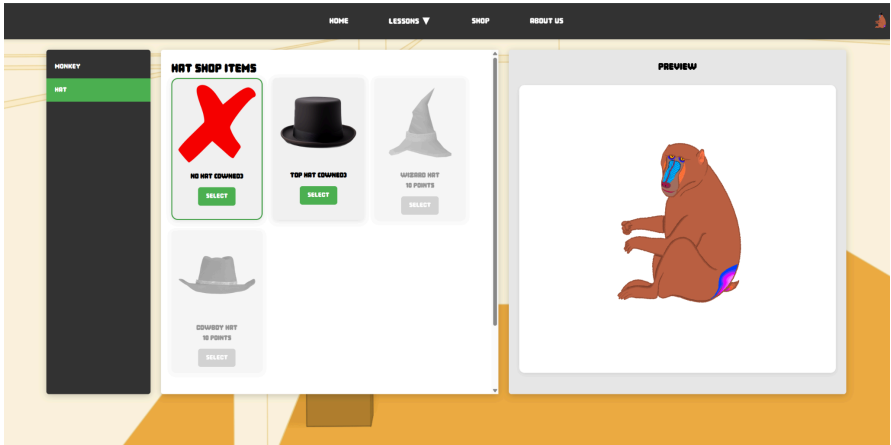 HOME LESSONS ▼ SHOP ABOUT US
MONKEY
HAT
HAT SHOP ITEMS
NO HAT (OWNED)
SELECT
TOP HAT (OWNED)
SELECT
WIZARD HAT
10 POINTS
SELECT
COWBOY HAT
10 POINTS
SELECT
PREVIEW